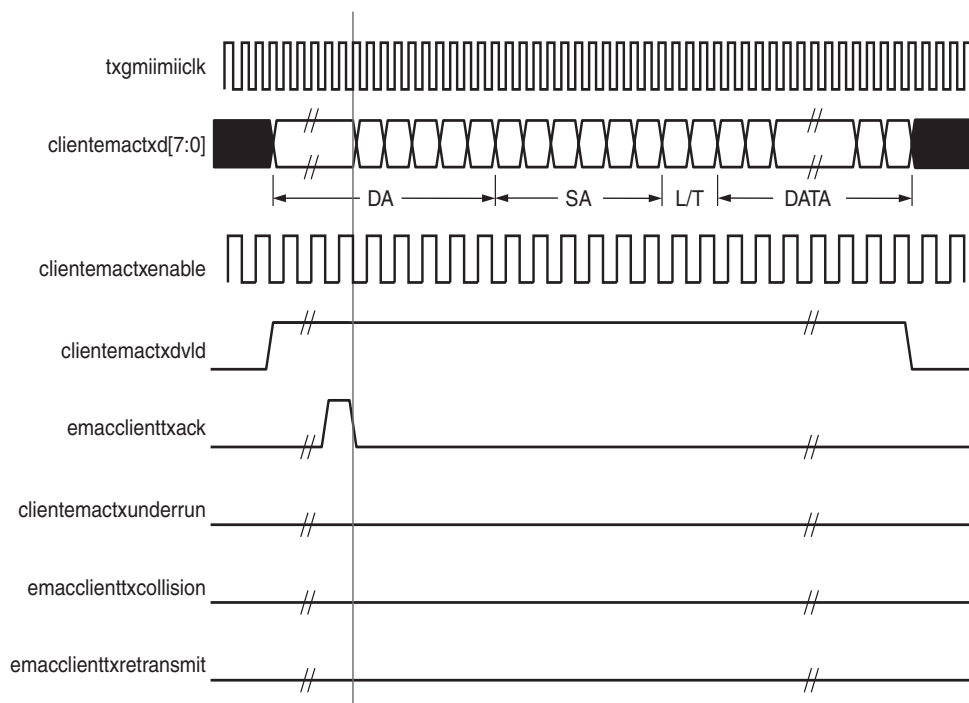 txgmiimiiclk
clientemactxd[7:0]
DA SA L/T DATA
clientemactxenable
clientemactxdvld
emacclienttxack
clientemactxunderrun
emacclienttxcollision
emacclienttxretransmit